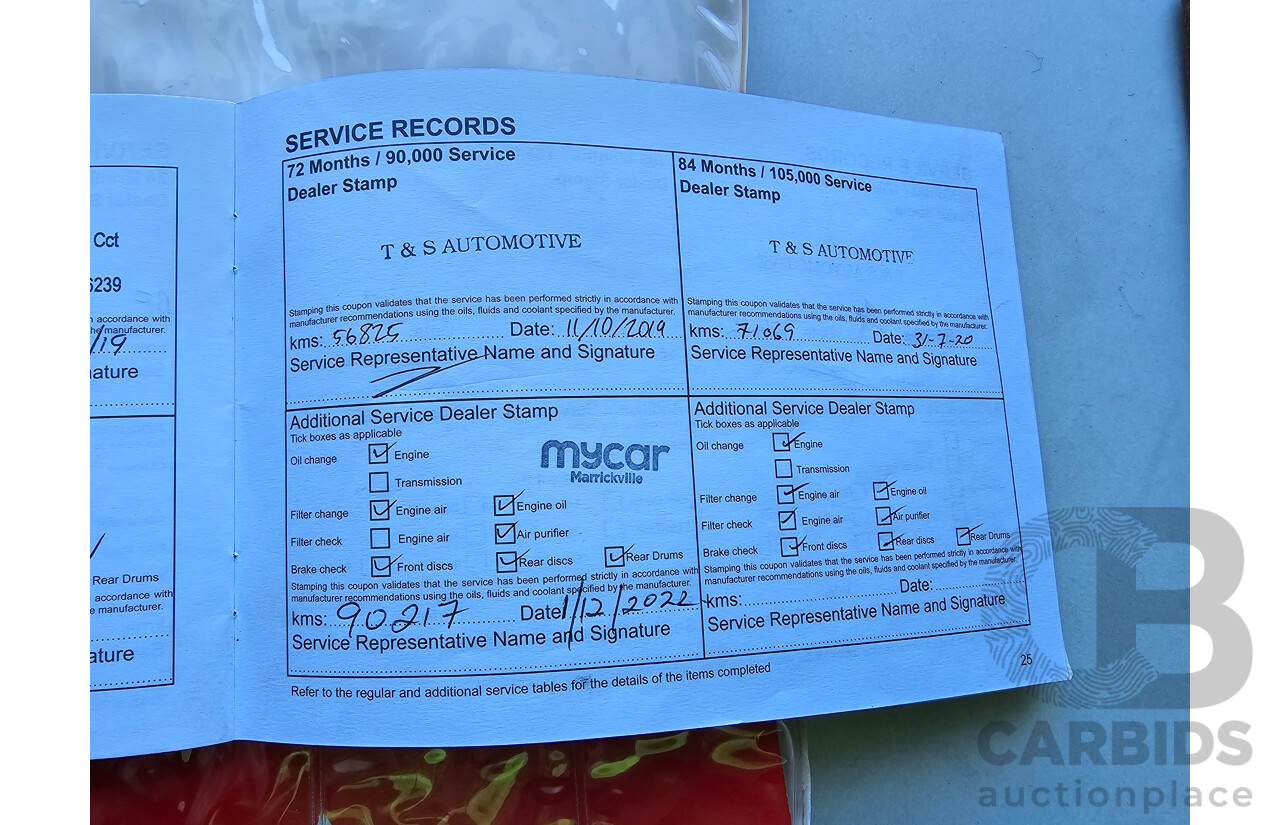 Cct
6239
accordance with
manufacturer.
/19
ature
Rear Drums
accordance with
e manufacturer.
ature
SERVICE RECORDS
72 Months / 90,000 Service
Dealer Stamp
T & S AUTOMOTIVE
Stamping this coupon validates that the service has been performed strictly in accordance with
manufacturer recommendations using the oils, fluids and coolant specified by the manufacturer.
kms: 56825 Date: 11/10/2019
Service Representative Name and Signature
Additional Service Dealer Stamp
Tick boxes as applicable
mycar
Marrickville
Oil change Engine
Transmission
Filter change Engine air Engine oil
Filter check Engine air Air purifier
Brake check Front discs Rear discs Rear Drums
Stamping this coupon validates that the service has been performed strictly in accordance with
manufacturer recommendations using the oils, fluids and coolant specified by the manufacturer.
kms: 90217 Date 1/12/2022
Service Representative Name and Signature
84 Months / 105,000 Service
Dealer Stamp
T & S AUTOMOTIVE
Stamping this coupon validates that the service has been performed strictly in accordance with
manufacturer recommendations using the oils, fluids and coolant specified by the manufacturer.
kms: 71069 Date: 31-7-20
Service Representative Name and Signature
Additional Service Dealer Stamp
Tick boxes as applicable
Oil change Engine
Transmission
Filter change Engine air Engine oil
Filter check Engine air Air purifier
Brake check Front discs Rear discs Rear Drums
Stamping this coupon validates that the service has been performed strictly in accordance with
manufacturer recommendations using the oils, fluids and coolant specified by the manufacturer.
kms: Date:
Service Representative Name and Signature
Refer to the regular and additional service tables for the details of the items completed
25
CB
CARBIDS
auctionplace